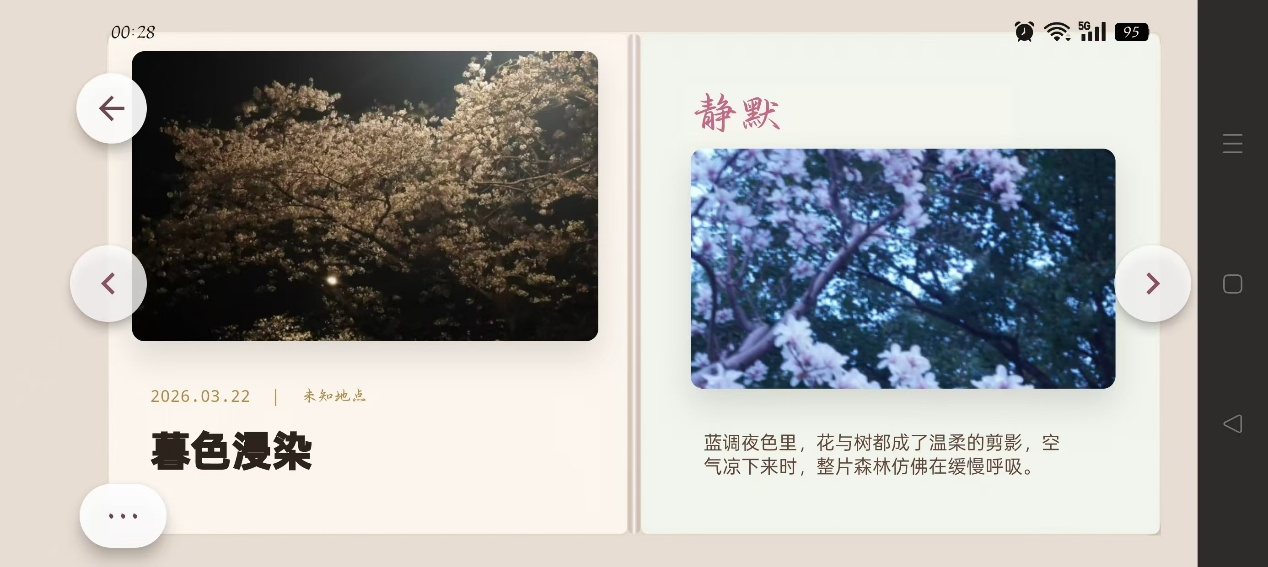 00:28
5G
95
2026.03.22 | 未知地点
暮色浸染
静默
蓝调夜色里，花与树都成了温柔的剪影，空
气凉下来时，整片森林仿佛在缓慢呼吸。